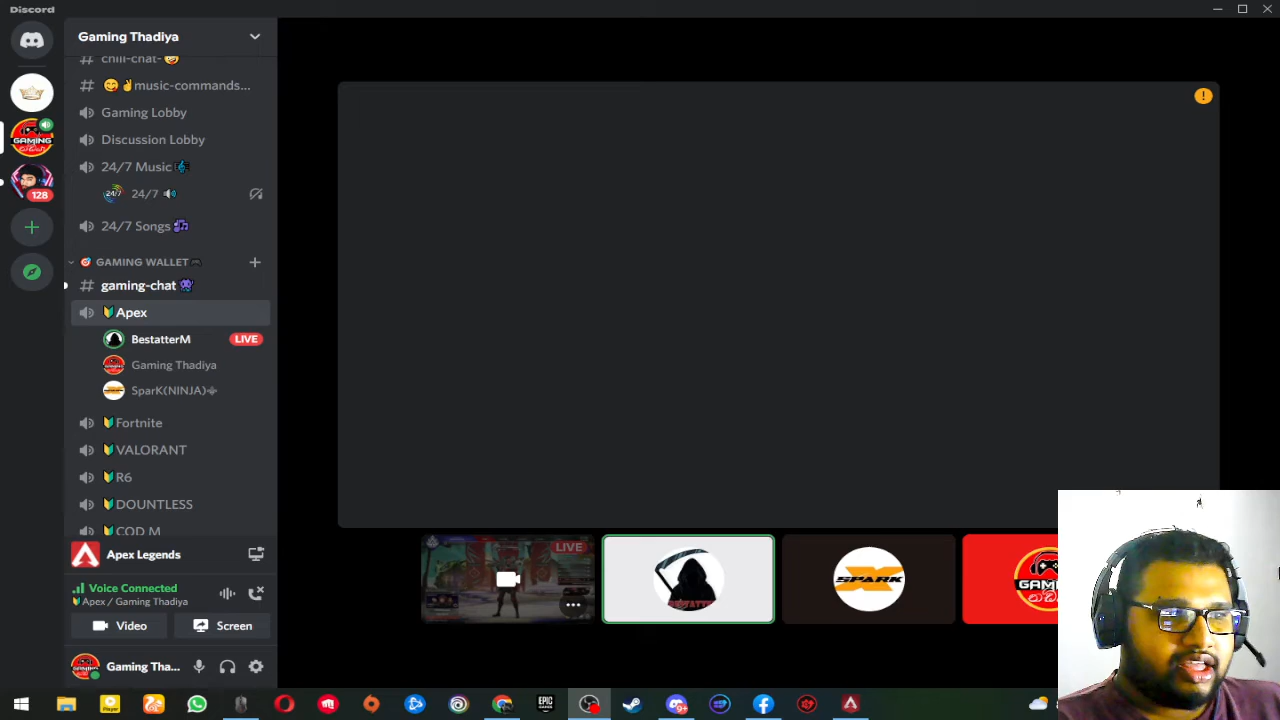 Discord
Gaming Thadiya
chill-chat-
music-commands...
Gaming Lobby
Discussion Lobby
24/7 Music
24/7
24/7 Songs
GAMING WALLET
gaming-chat
Apex
BestatterM
LIVE
Gaming Thadiya
SparK(NINJA)
Fortnite
VALORANT
R6
DOUNTLESS
COD M
Apex Legends
Voice Connected
Apex / Gaming Thadiya
Video
Screen
Gaming Tha...
128
LIVE
SPARK